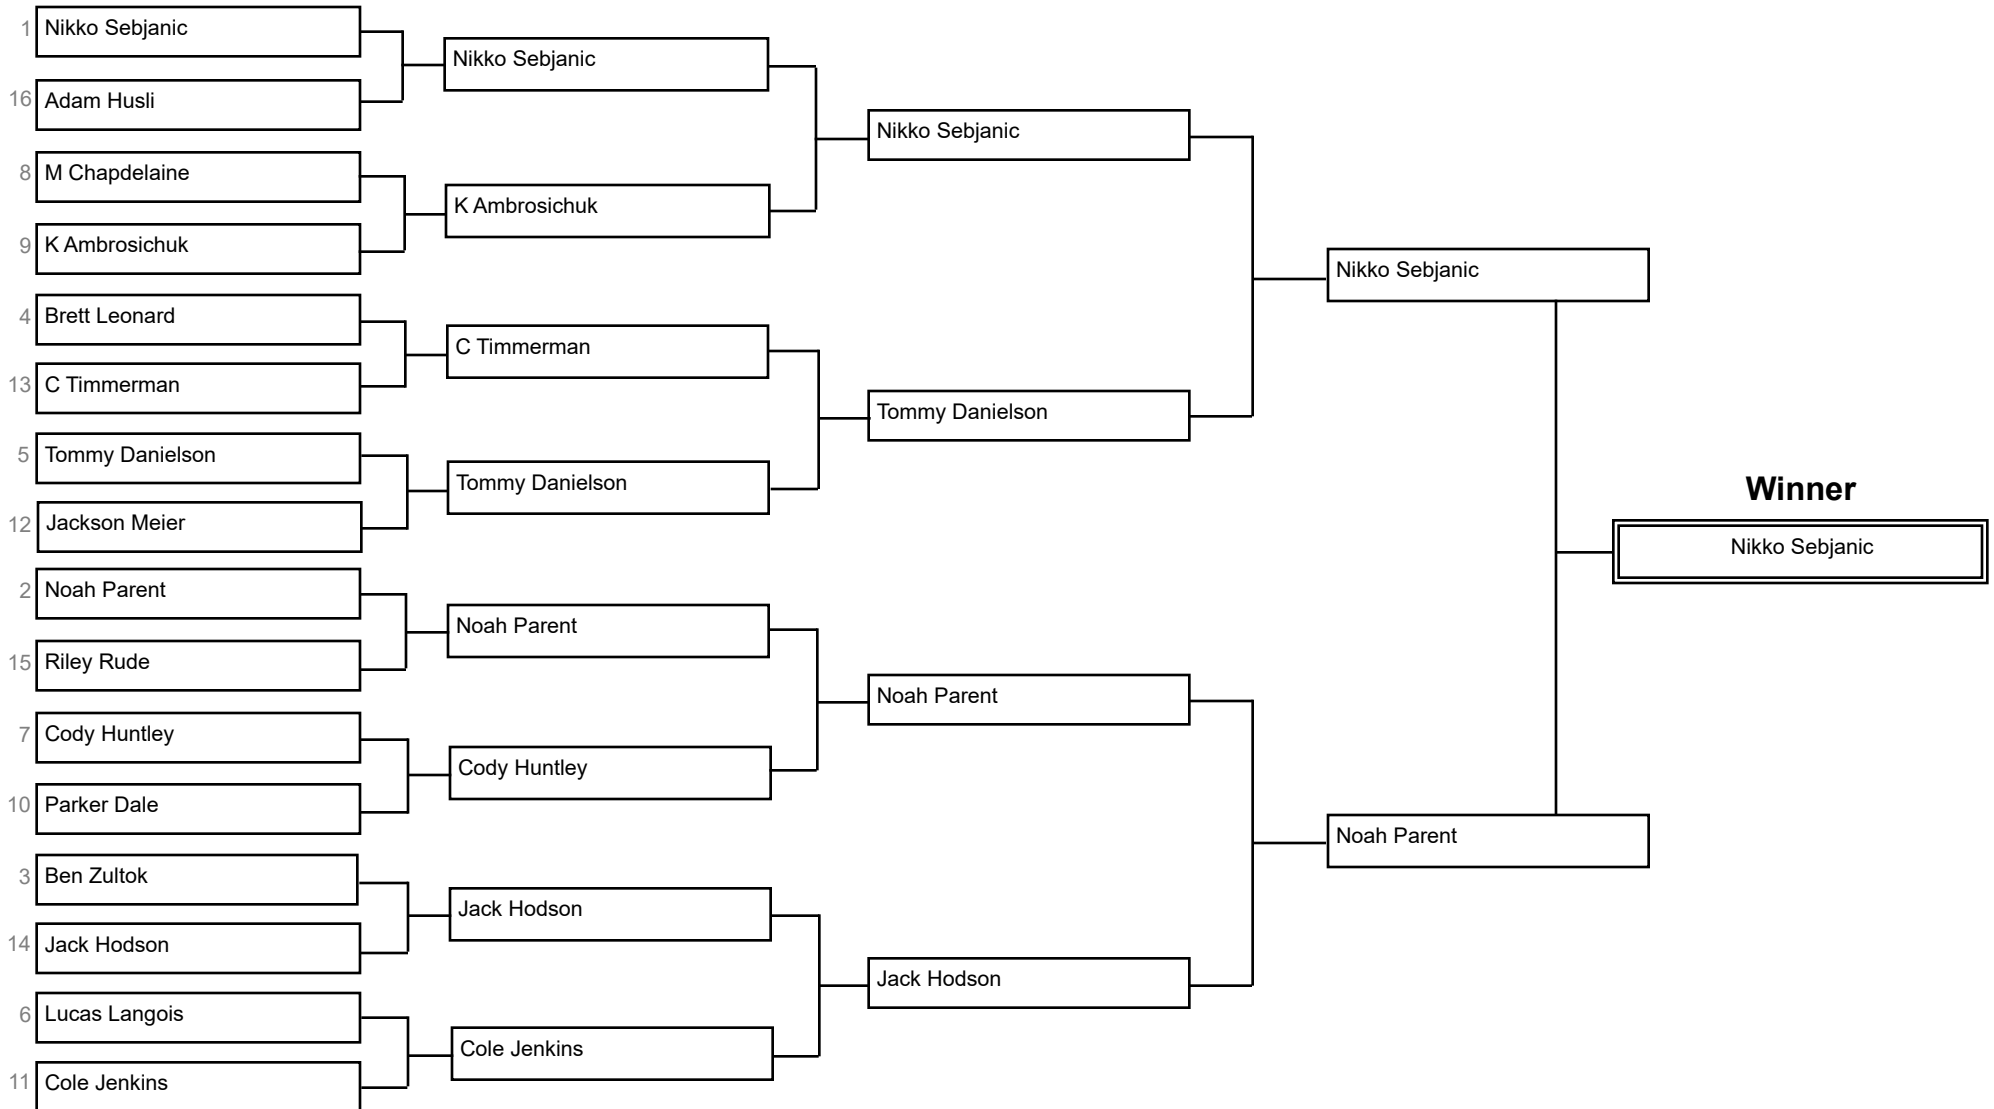 1 Nikko Sebjanic
16 Adam Husli
8 M Chapdelaine
9 K Ambrosichuk
4 Brett Leonard
13 C Timmerman
5 Tommy Danielson
12 Jackson Meier
2 Noah Parent
15 Riley Rude
7 Cody Huntley
10 Parker Dale
3 Ben Zultok
14 Jack Hodson
6 Lucas Langois
11 Cole Jenkins
Nikko Sebjanic
K Ambrosichuk
C Timmerman
Tommy Danielson
Noah Parent
Cody Huntley
Jack Hodson
Cole Jenkins
Nikko Sebjanic
Tommy Danielson
Noah Parent
Jack Hodson
Nikko Sebjanic
Noah Parent
Winner
Nikko Sebjanic